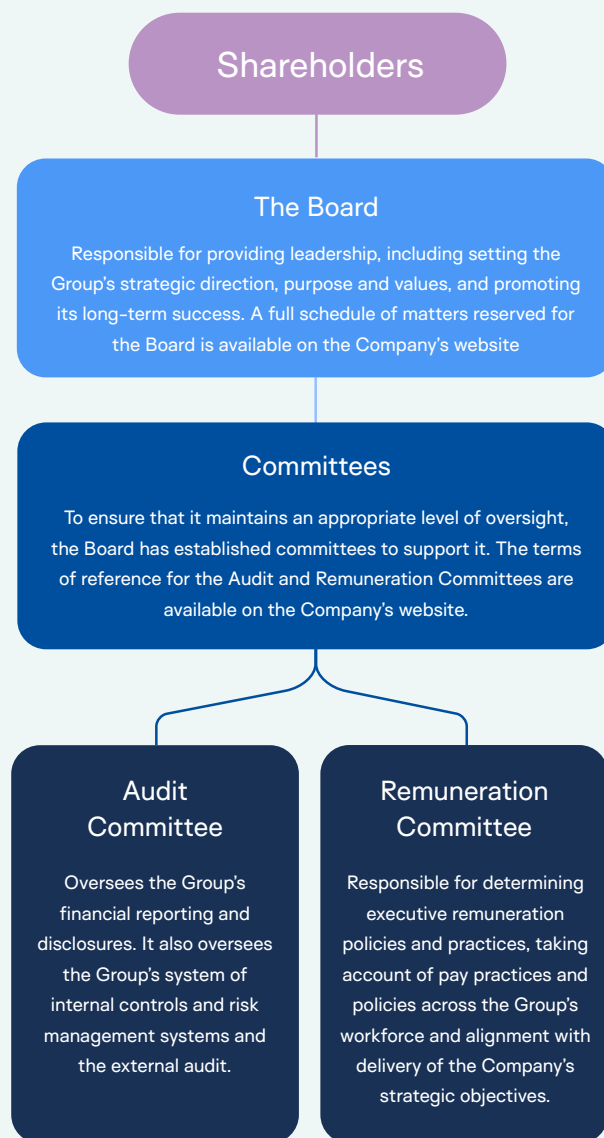 Shareholders
The Board
Responsible for providing leadership, including setting the
Group's strategic direction, purpose and values, and promoting
its long-term success. A full schedule of matters reserved for
the Board is available on the Company's website
Committees
To ensure that it maintains an appropriate level of oversight,
the Board has established committees to support it. The terms
of reference for the Audit and Remuneration Committees are
available on the Company's website.
Audit
Committee
Oversees the Group's
financial reporting and
disclosures. It also oversees
the Group's system of
internal controls and risk
management systems and
the external audit.
Remuneration
Committee
Responsible for determining
executive remuneration
policies and practices, taking
account of pay practices and
policies across the Group's
workforce and alignment with
delivery of the Company's
strategic objectives.